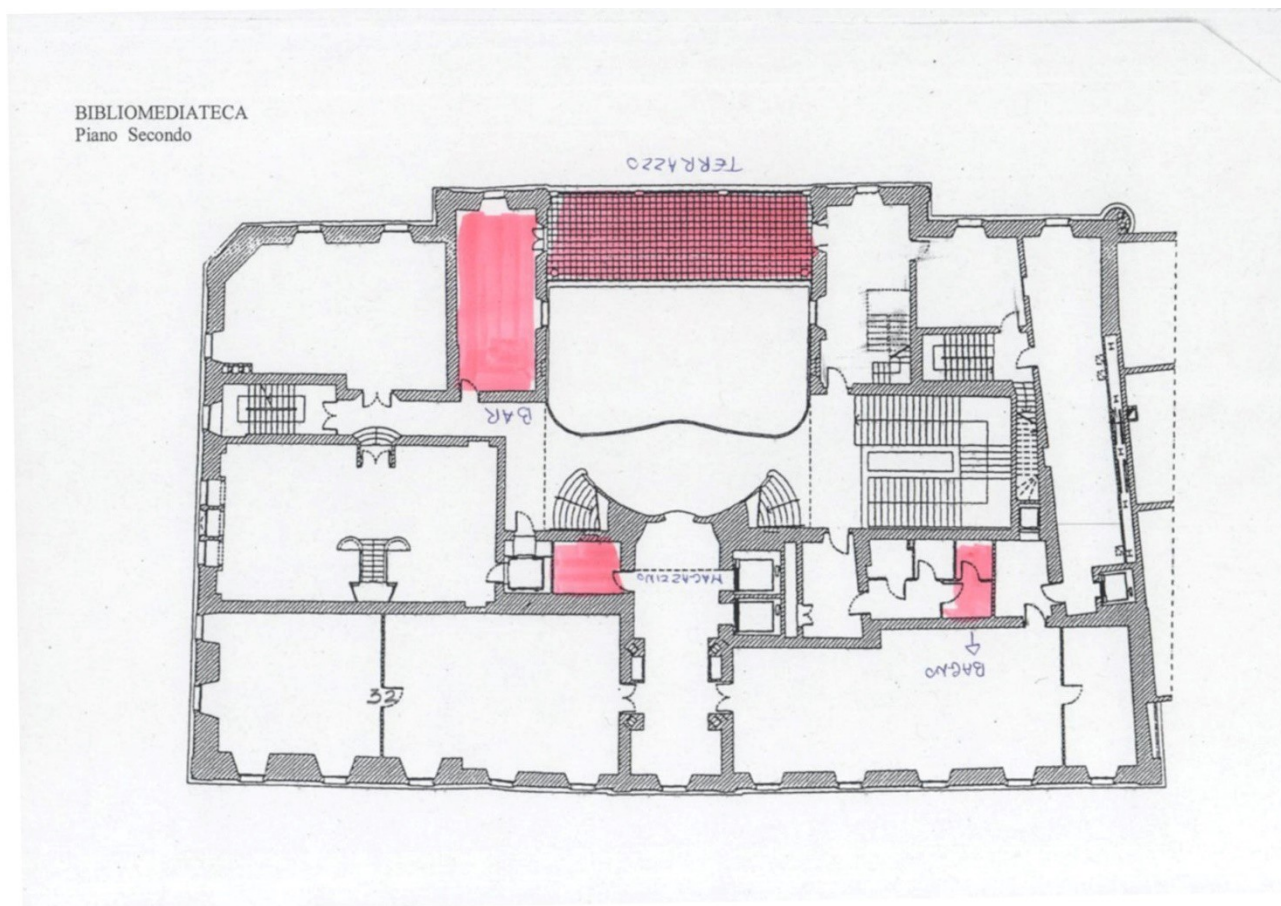 BIBLIOMEDIATECA
Piano Secondo
TERRAZZO
BAR
MAGAZZINO
BAGNO
32